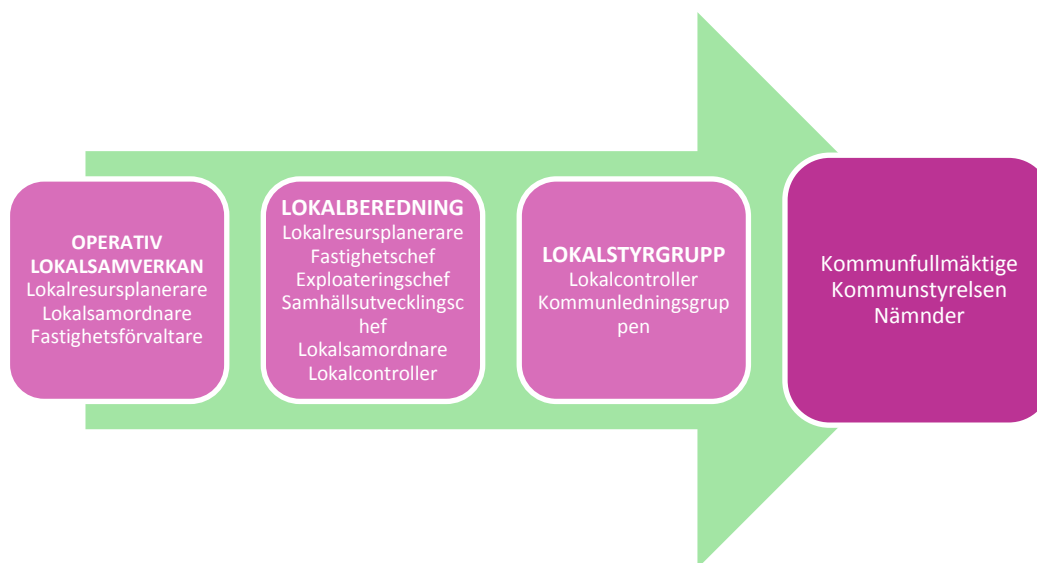 OPERATIV
LOKALSAMVERKAN
Lokalresursplanerare
Lokalsamordnare
Fastighetsförvaltare
LOKALBEREDNING
Lokalresursplanerare
Fastighetschef
Exploateringschef
Samhällsutvecklingsc
hef
Lokalsamordnare
Lokalcontroller
LOKALSTYRGRUPP
Lokalcontroller
Kommunledningsgrup
pen
Kommunfullmäktige
Kommunstyrelsen
Nämnder